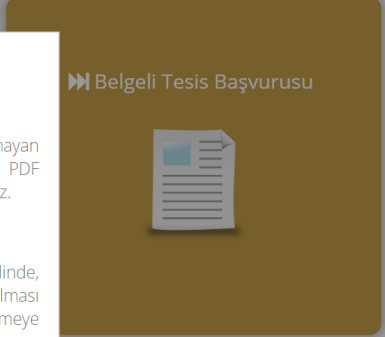 Belgeli Tesis Başvurusu
mayan
PDF
z.
linde,
lması
meye